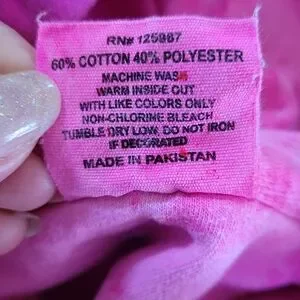 RN# 125987
60% COTTON 40% POLYESTER
MACHINE WASH
WARM INSIDE OUT
WITH LIKE COLORS ONLY
NON-CHLORINE BLEACH
TUMBLE DRY LOW, DO NOT IRON
IF DECORATED
MADE IN PAKISTAN